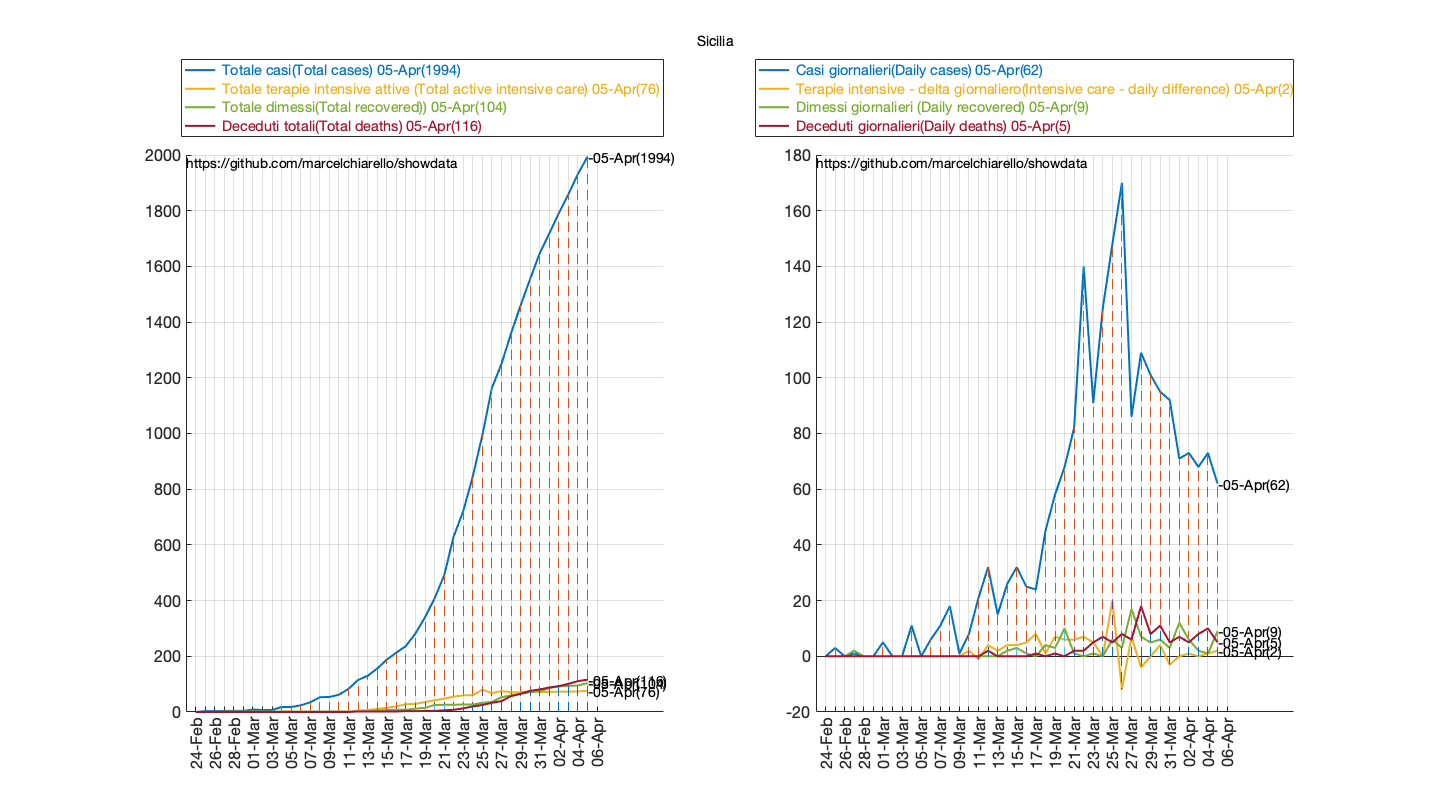 Sicilia
Totale casi(Total cases) 05-Apr(1994)
Totale terapie intensive attive (Total active intensive care) 05-Apr(76)
Totale dimessi(Total recovered)) 05-Apr(104)
Deceduti totali(Total deaths) 05-Apr(116)
2000
1800
1600
1400
1200
1000
800
600
400
200
0
https://github.com/marcelchiarello/showdata
-05-Apr(1994)
-05-Apr(116)
-05-Apr(104)
-05-Apr(76)
24-Feb
26-Feb
28-Feb
01-Mar
03-Mar
05-Mar
07-Mar
09-Mar
11-Mar
13-Mar
15-Mar
17-Mar
19-Mar
21-Mar
23-Mar
25-Mar
27-Mar
29-Mar
31-Mar
02-Apr
04-Apr
06-Apr
Casi giornalieri(Daily cases) 05-Apr(62)
Terapie intensive - delta giornaliero(Intensive care - daily difference) 05-Apr(2)
Dimessi giornalieri (Daily recovered) 05-Apr(9)
Deceduti giornalieri(Daily deaths) 05-Apr(5)
180
160
140
120
100
80
60
40
20
0
-20
https://github.com/marcelchiarello/showdata
-05-Apr(62)
-05-Apr(9)
-05-Apr(5)
-05-Apr(2)
24-Feb
26-Feb
28-Feb
01-Mar
03-Mar
05-Mar
07-Mar
09-Mar
11-Mar
13-Mar
15-Mar
17-Mar
19-Mar
21-Mar
23-Mar
25-Mar
27-Mar
29-Mar
31-Mar
02-Apr
04-Apr
06-Apr